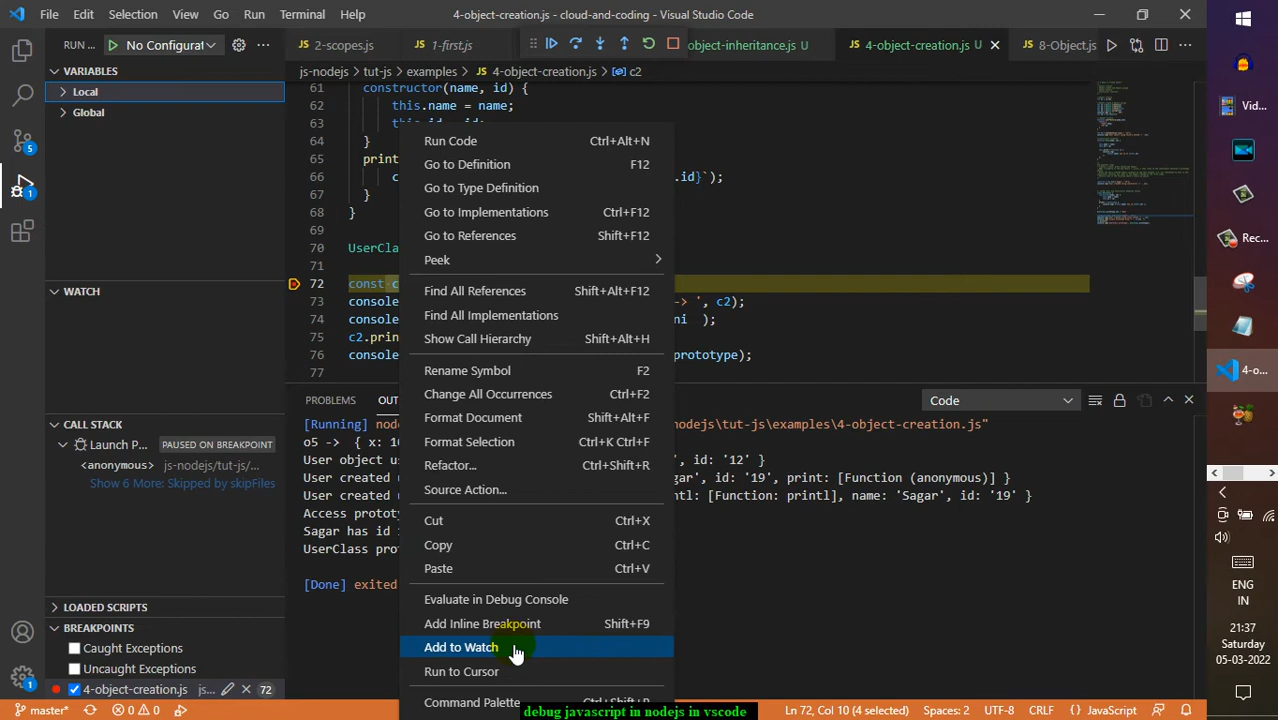 File Edit Selection View Go Run Terminal Help 4-object-creation.js - cloud-and-coding - Visual Studio Code
RUN ... No Configurat 2-scopes.js 1-first.js object-inheritance.js U 4-object-creation.js U 8-Object.js
VARIABLES js-nodejs > tut-js > examples > 4-object-creation.js > c2
Local
Global
61 constructor(name, id) {
62 this.name = name;
63
64 }
65 prin
66 c .id}`);
67 }
68 }
69
70 UserCla
71
72 const c
73 console -> ', c2);
74 console ni );
75 c2.prin
76 console prototype);
77
Run Code Ctrl+Alt+N
Go to Definition F12
Go to Type Definition
Go to Implementations Ctrl+F12
Go to References Shift+F12
Peek
Find All References Shift+Alt+F12
Find All Implementations
Show Call Hierarchy Shift+Alt+H
Rename Symbol F2
Change All Occurrences Ctrl+F2
Format Document Shift+Alt+F
Format Selection Ctrl+K Ctrl+F
Refactor... Ctrl+Shift+R
Source Action...
Cut Ctrl+X
Copy Ctrl+C
Paste Ctrl+V
Evaluate in Debug Console
Add Inline Breakpoint Shift+F9
Add to Watch
Run to Cursor
Command Palette
WATCH
CALL STACK
Launch P... PAUSED ON BREAKPOINT
<anonymous> js-nodejs/tut-js/...
Show 6 More: Skipped by skipFiles
LOADED SCRIPTS
BREAKPOINTS
Caught Exceptions
Uncaught Exceptions
4-object-creation.js js... 72
PROBLEMS OUT Code
[Running] node odejs\tut-js\examples\4-object-creation.js"
o5 -> { x: 10
User object us ', id: '12' }
User created u gar', id: '19', print: [Function (anonymous)] }
User created u ntl: [Function: printl], name: 'Sagar', id: '19' }
Access proto
Sagar has id
UserClass pro
[Done] exited
master* 0 0 Ln 72, Col 10 (4 selected) Spaces: 2 UTF-8 CRLF {} JavaScript
debug javascript in nodejs in vscode
5
1
1
Vid...
Rec...
4-o...
ENG
IN
21:37
05-03-2022